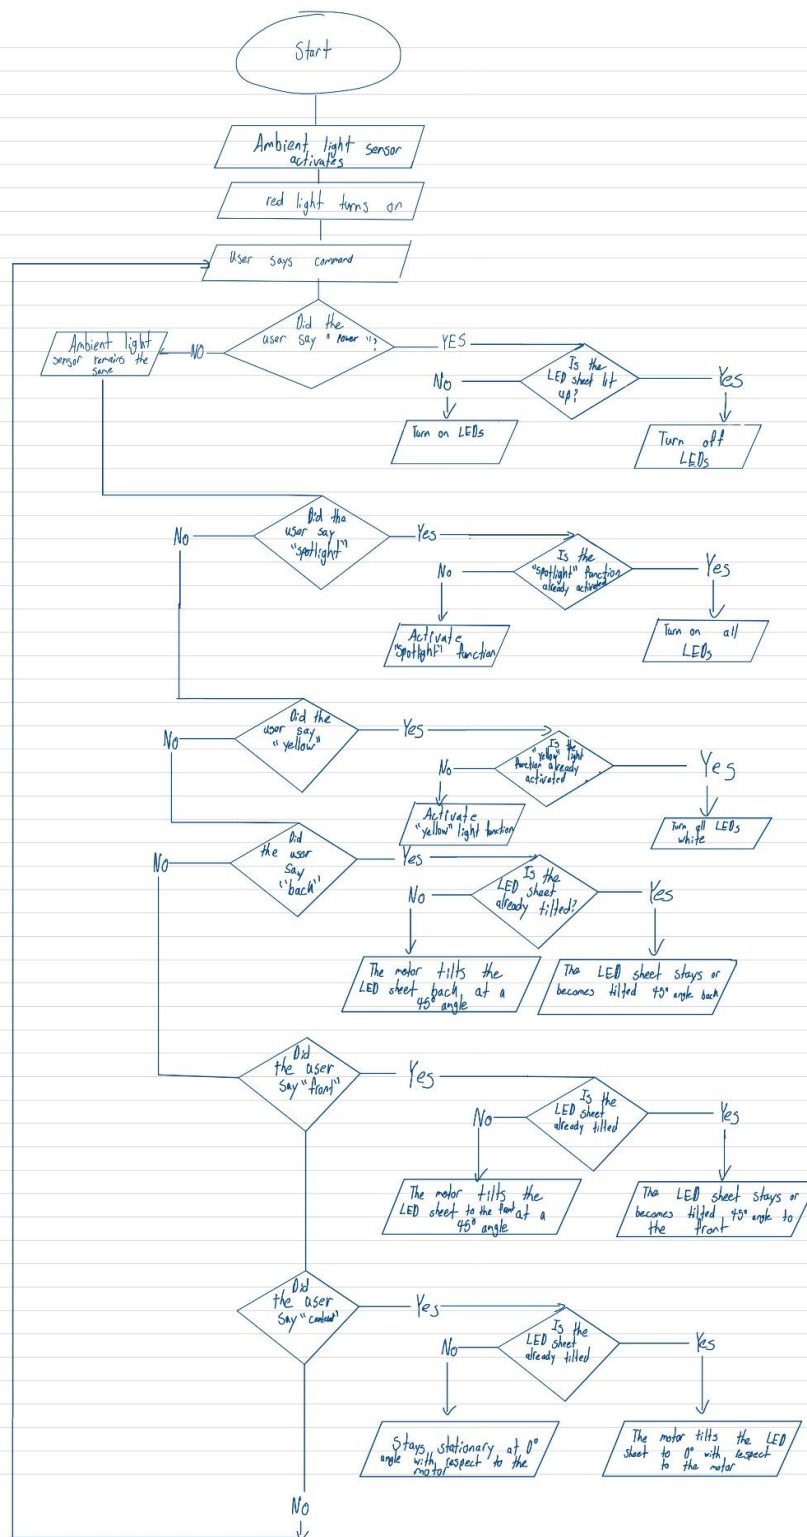 Start
Ambient light sensor
activates
red light turns on
User says command
Did the
user say "Power"?
NO
YES
Ambient light
sensor remains the
same
Is the
LED sheet lit
up?
No
Yes
Turn on LEDs
Turn off
LEDs
Did the
user say
"spotlight"
No
Yes
Is the
"spotlight" function
already activated
No
Yes
Activate
"spotlight" function
Turn on all
LEDs
Did the
user say
"yellow"
No
Yes
Is the
"yellow" light
function already
activated
No
Yes
Activate
"yellow" light function
Turn all LEDs
white
Did
the user
say
"back"
No
Yes
Is the
LED sheet
already tilted?
No
Yes
The motor tilts the
LED sheet back at a
45° angle
The LED sheet stays or
becomes tilted 45° angle back
Did
the user
say "front"
Yes
Is the
LED sheet
already tilted
No
Yes
The motor tilts the
LED sheet to the front at a
45° angle
The LED sheet stays or
becomes tilted 45° angle to
the front
Did
the user
say
Yes
Is the
LED sheet
already tilted
No
Yes
Stays stationary at 0°
angle with respect to the
motor
The motor tilts the LED
sheet to 0° with respect
to the motor
No